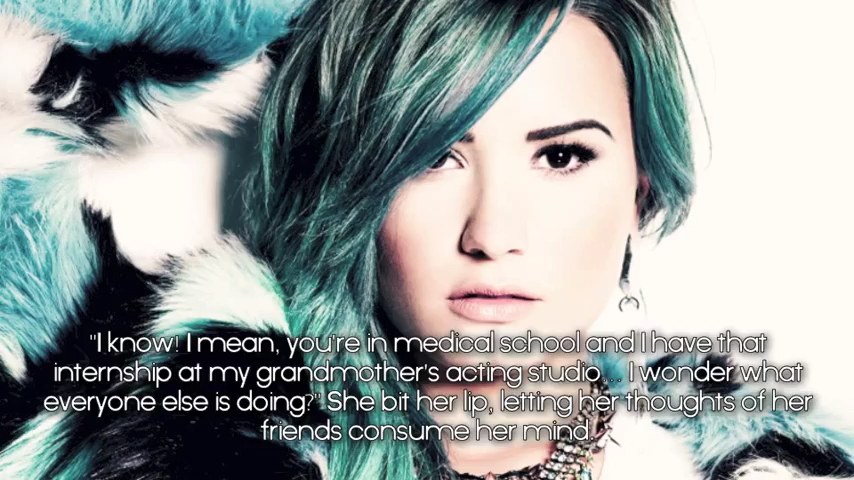 "I know! I mean, you're in medical school and I have that
internship at my grandmother's acting studio... I wonder what
everyone else is doing?" She bit her lip, letting her thoughts of her
friends consume her mind.